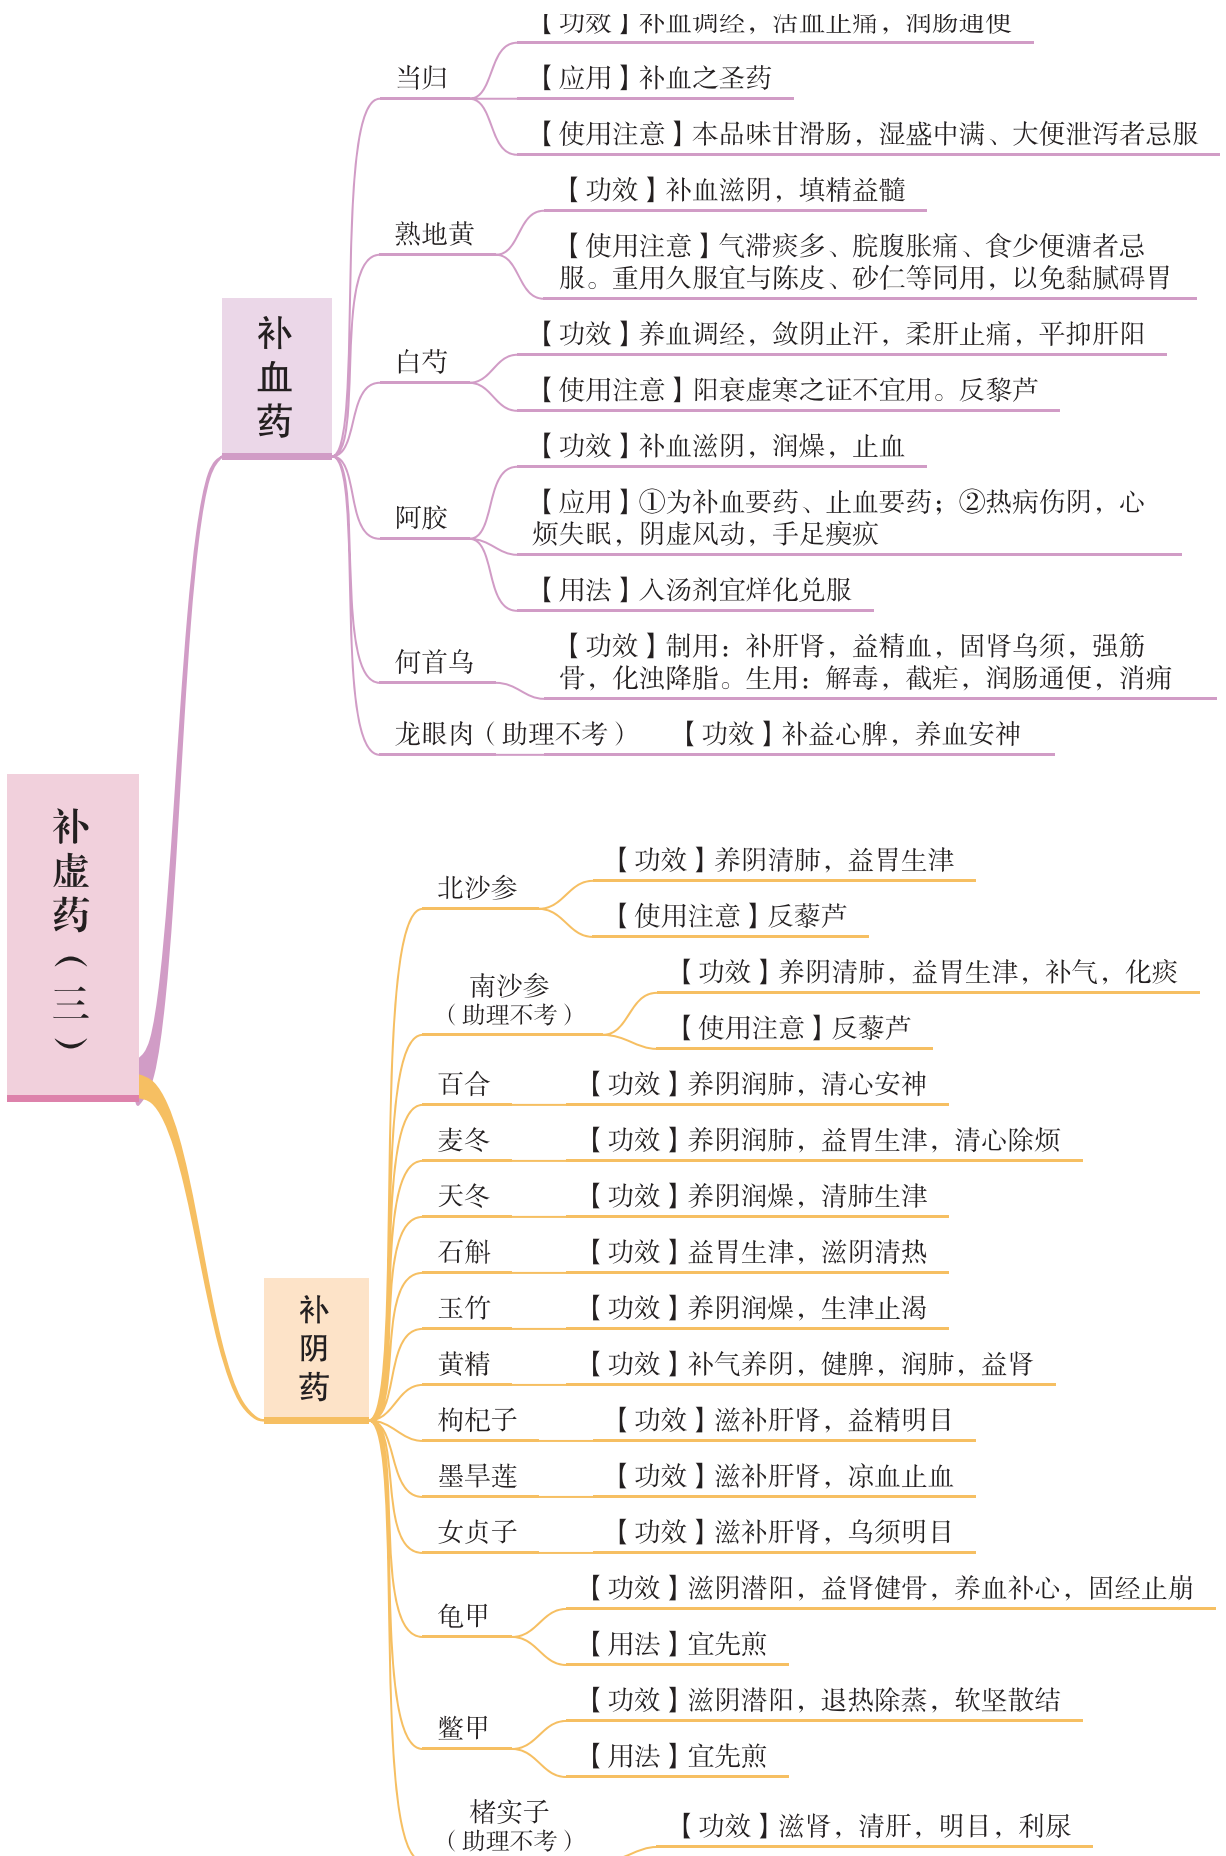 补虚药（三）
补血药
当归
【功效】补血调经，活血止痛，润肠通便
【应用】补血之圣药
【使用注意】本品味甘滑肠，湿盛中满、大便泄泻者忌服
熟地黄
【功效】补血滋阴，填精益髓
【使用注意】气滞痰多、脘腹胀痛、食少便溏者忌
服。重用久服宜与陈皮、砂仁等同用，以免黏腻碍胃
白芍
【功效】养血调经，敛阴止汗，柔肝止痛，平抑肝阳
【使用注意】阳衰虚寒之证不宜用。反藜芦
阿胶
【功效】补血滋阴，润燥，止血
【应用】①为补血要药、止血要药；②热病伤阴，心
烦失眠，阴虚风动，手足瘈疭
【用法】入汤剂宜烊化兑服
何首乌
【功效】制用：补肝肾，益精血，固肾乌须，强筋
骨，化浊降脂。生用：解毒，截疟，润肠通便，消痈
龙眼肉（助理不考）
【功效】补益心脾，养血安神
补阴药
北沙参
【功效】养阴清肺，益胃生津
【使用注意】反藜芦
南沙参
（助理不考）
【功效】养阴清肺，益胃生津，补气，化痰
【使用注意】反藜芦
百合
【功效】养阴润肺，清心安神
麦冬
【功效】养阴润肺，益胃生津，清心除烦
天冬
【功效】养阴润燥，清肺生津
石斛
【功效】益胃生津，滋阴清热
玉竹
【功效】养阴润燥，生津止渴
黄精
【功效】补气养阴，健脾，润肺，益肾
枸杞子
【功效】滋补肝肾，益精明目
墨旱莲
【功效】滋补肝肾，凉血止血
女贞子
【功效】滋补肝肾，乌须明目
龟甲
【功效】滋阴潜阳，益肾健骨，养血补心，固经止崩
【用法】宜先煎
鳖甲
【功效】滋阴潜阳，退热除蒸，软坚散结
【用法】宜先煎
楮实子
（助理不考）
【功效】滋肾，清肝，明目，利尿